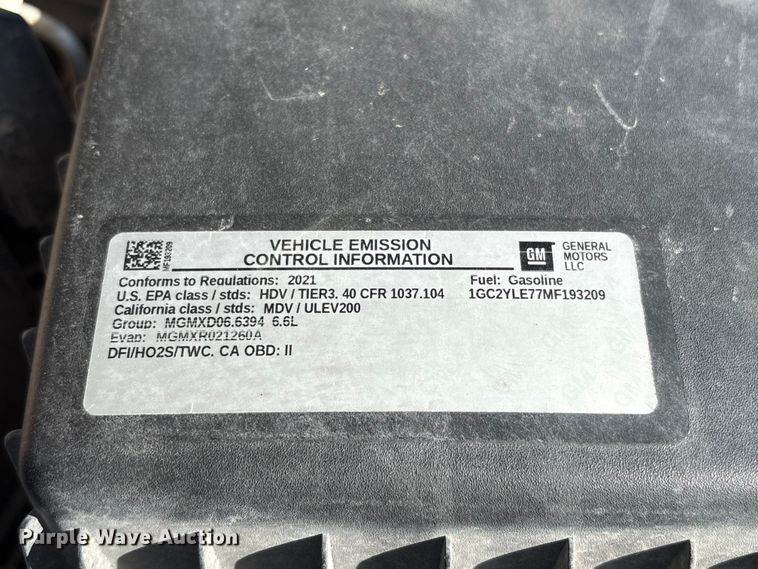 VEHICLE EMISSION
CONTROL INFORMATION
GM
GENERAL
MOTORS
LLC
MF193209
Conforms to Regulations: 2021
Fuel: Gasoline
U.S. EPA class / stds: HDV / TIER3. 40 CFR 1037.104
1GC2YLE77MF193209
California class / stds: MDV / ULEV200
Group: MGMXD06.6394 6.6L
Evap: MGMXR021260A
DFI/HO2S/TWC. CA OBD: II
Purple Wave Auction